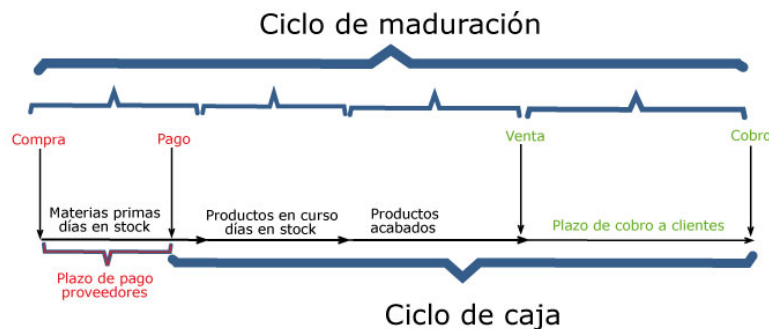 Ciclo de maduración
Compra
Pago
Venta
Cobro
Materias primas
días en stock
Productos en curso
días en stock
Productos
acabados
Plazo de cobro a clientes
Plazo de pago
proveedores
Ciclo de caja